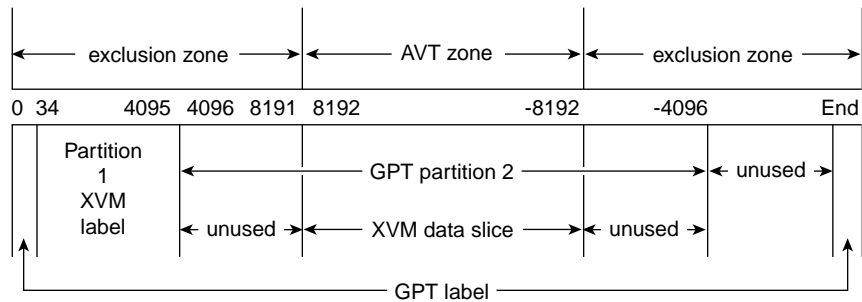 exclusion zone AVT zone exclusion zone
0 34 4095 4096 8191 8192 -8192 -4096 End
Partition
1
XVM
label
GPT partition 2
unused
unused
XVM data slice
unused
GPT label